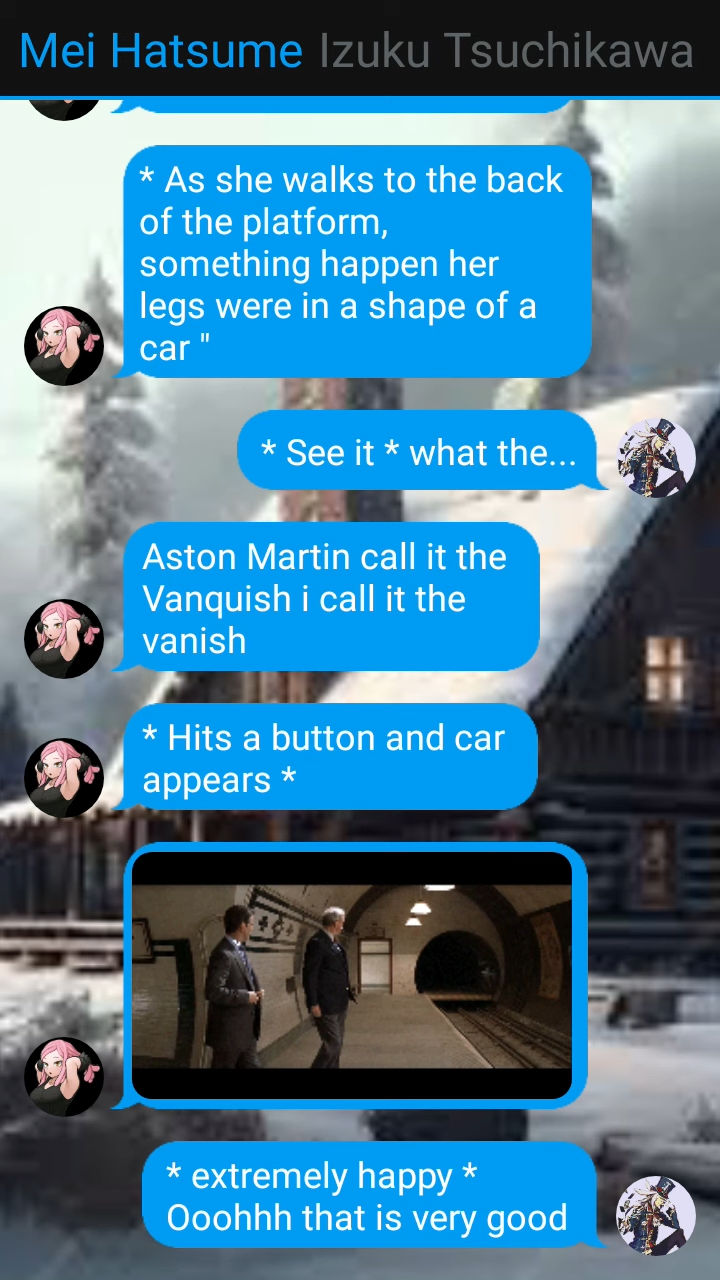 Mei Hatsume Izuku Tsuchikawa
* As she walks to the back
of the platform,
something happen her
legs were in a shape of a
car "
* See it * what the...
Aston Martin call it the
Vanquish i call it the
vanish
* Hits a button and car
appears *
* extremely happy *
Ooohhh that is very good